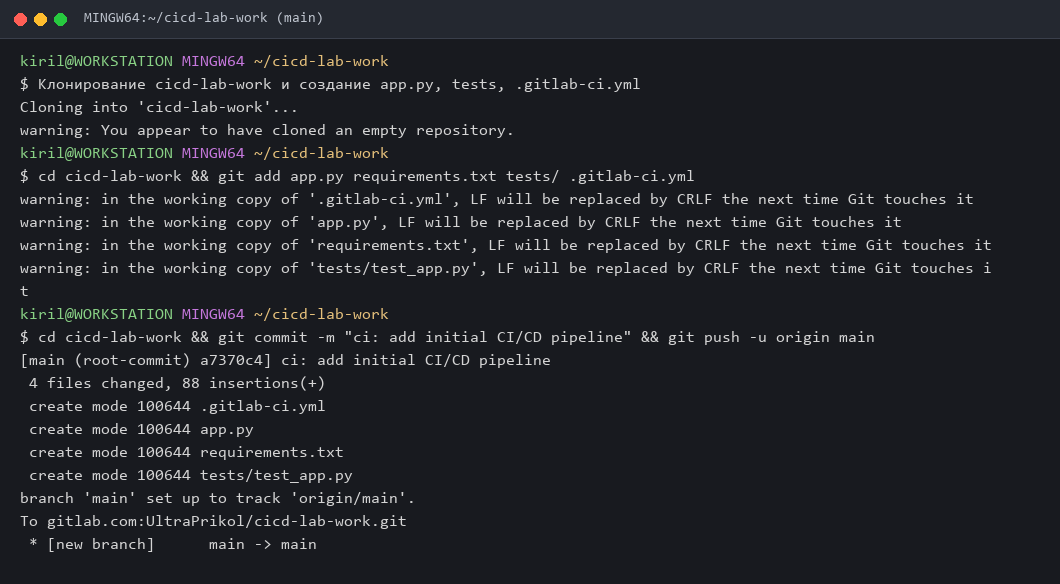 MINGW64:~/cicd-lab-work (main)
kiril@WORKSTATION MINGW64 ~/cicd-lab-work
$ Клонирование cicd-lab-work и создание app.py, tests, .gitlab-ci.yml
Cloning into 'cicd-lab-work'...
warning: You appear to have cloned an empty repository.
kiril@WORKSTATION MINGW64 ~/cicd-lab-work
$ cd cicd-lab-work && git add app.py requirements.txt tests/ .gitlab-ci.yml
warning: in the working copy of '.gitlab-ci.yml', LF will be replaced by CRLF the next time Git touches it
warning: in the working copy of 'app.py', LF will be replaced by CRLF the next time Git touches it
warning: in the working copy of 'requirements.txt', LF will be replaced by CRLF the next time Git touches it
warning: in the working copy of 'tests/test_app.py', LF will be replaced by CRLF the next time Git touches i
t
kiril@WORKSTATION MINGW64 ~/cicd-lab-work
$ cd cicd-lab-work && git commit -m "ci: add initial CI/CD pipeline" && git push -u origin main
[main (root-commit) a7370c4] ci: add initial CI/CD pipeline
 4 files changed, 88 insertions(+)
 create mode 100644 .gitlab-ci.yml
 create mode 100644 app.py
 create mode 100644 requirements.txt
 create mode 100644 tests/test_app.py
branch 'main' set up to track 'origin/main'.
To gitlab.com:UltraPrikol/cicd-lab-work.git
 * [new branch]      main -> main